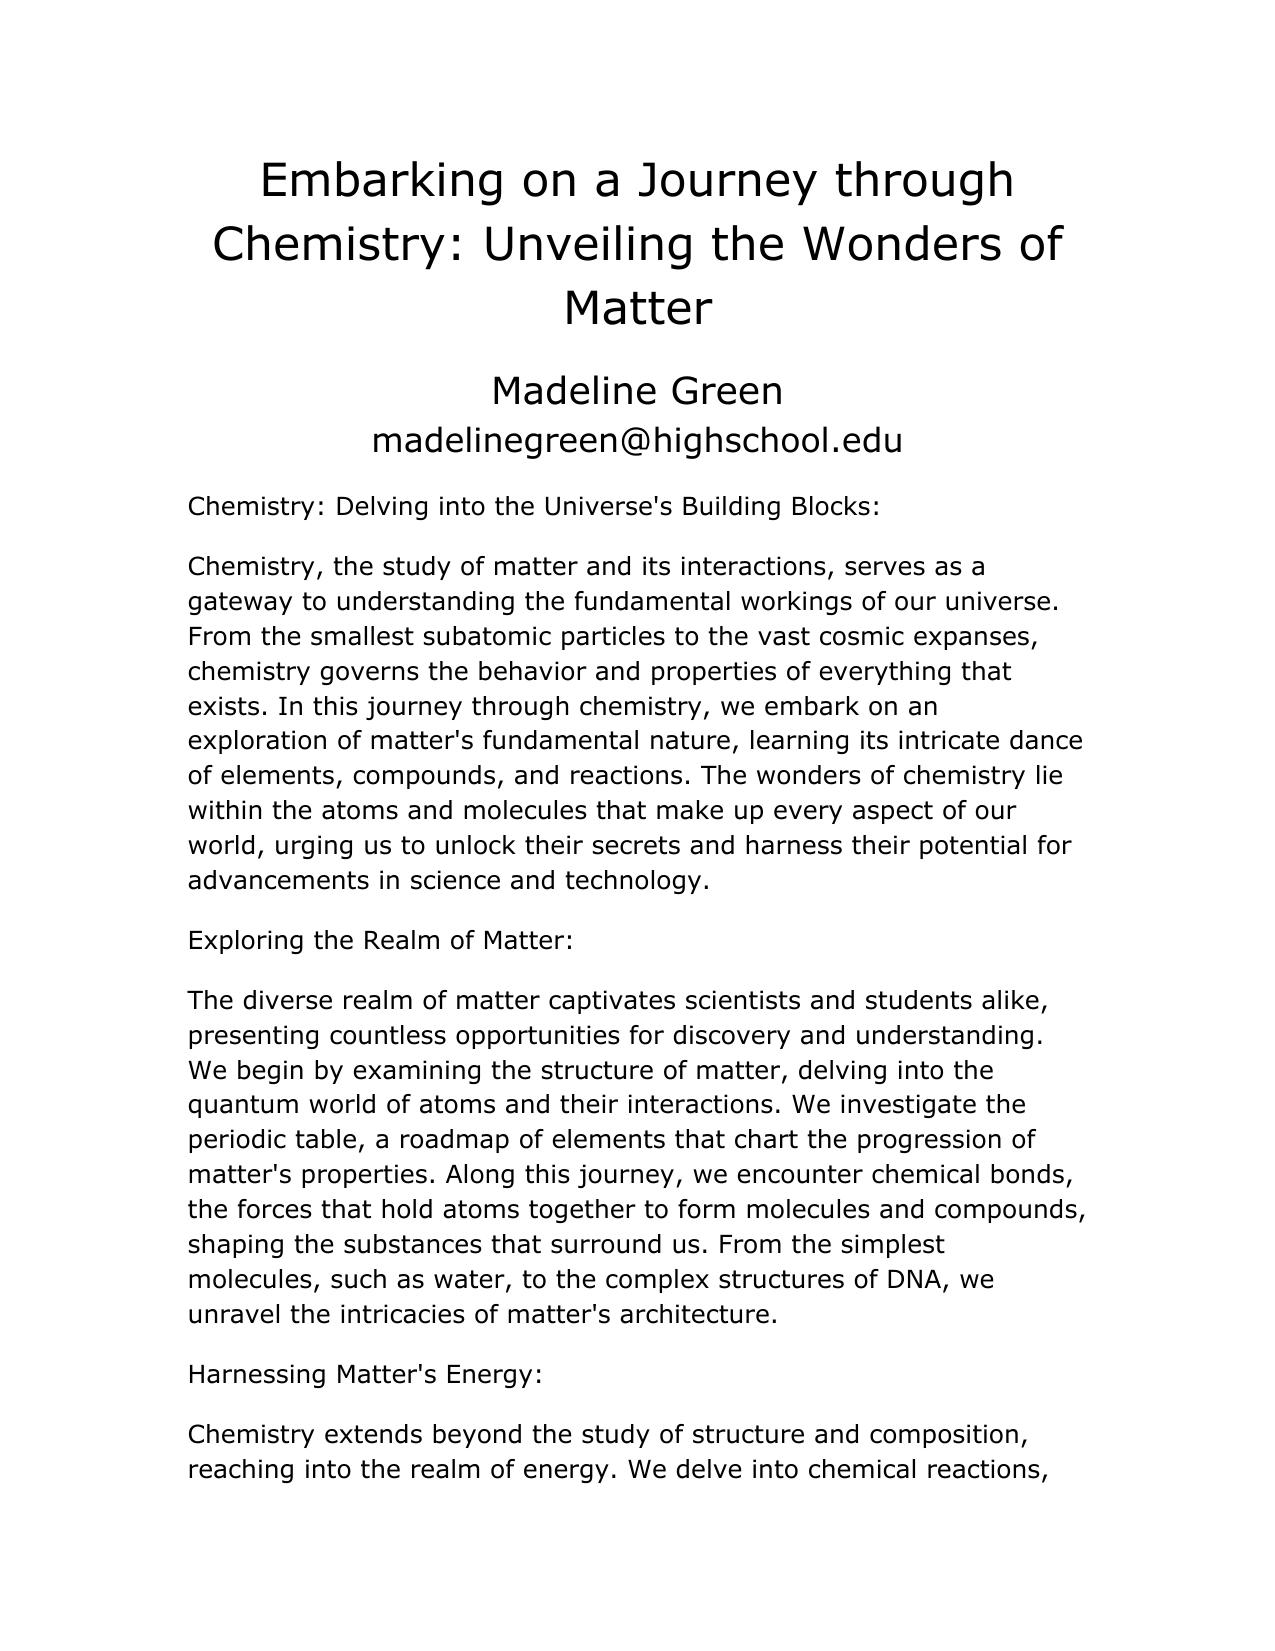 Embarking on a Journey through
Chemistry: Unveiling the Wonders of
Matter
Madeline Green
madelinegreen@highschool.edu
Chemistry: Delving into the Universe's Building Blocks:
Chemistry, the study of matter and its interactions, serves as a
gateway to understanding the fundamental workings of our universe.
From the smallest subatomic particles to the vast cosmic expanses,
chemistry governs the behavior and properties of everything that
exists. In this journey through chemistry, we embark on an
exploration of matter's fundamental nature, learning its intricate dance
of elements, compounds, and reactions. The wonders of chemistry lie
within the atoms and molecules that make up every aspect of our
world, urging us to unlock their secrets and harness their potential for
advancements in science and technology.
Exploring the Realm of Matter:
The diverse realm of matter captivates scientists and students alike,
presenting countless opportunities for discovery and understanding.
We begin by examining the structure of matter, delving into the
quantum world of atoms and their interactions. We investigate the
periodic table, a roadmap of elements that chart the progression of
matter's properties. Along this journey, we encounter chemical bonds,
the forces that hold atoms together to form molecules and compounds,
shaping the substances that surround us. From the simplest
molecules, such as water, to the complex structures of DNA, we
unravel the intricacies of matter's architecture.
Harnessing Matter's Energy:
Chemistry extends beyond the study of structure and composition,
reaching into the realm of energy. We delve into chemical reactions,